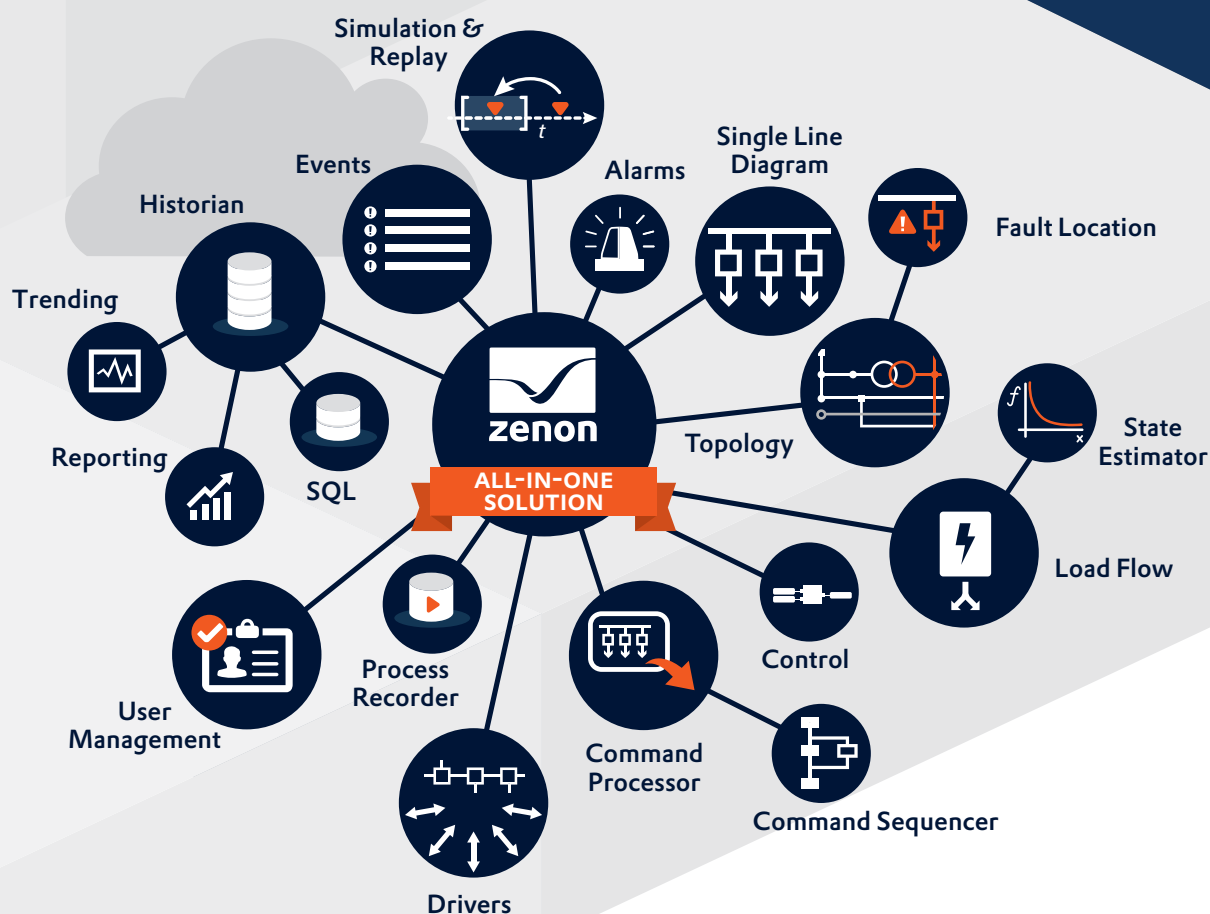 Simulation &
Replay
t
Single Line
Diagram
Events
Alarms
Historian
Fault Location
Trending
zenon
ALL-IN-ONE
SOLUTION
f
x
Topology
State
Estimator
Reporting
SQL
Load Flow
Control
Process
Recorder
User
Management
Command
Processor
Command Sequencer
Drivers